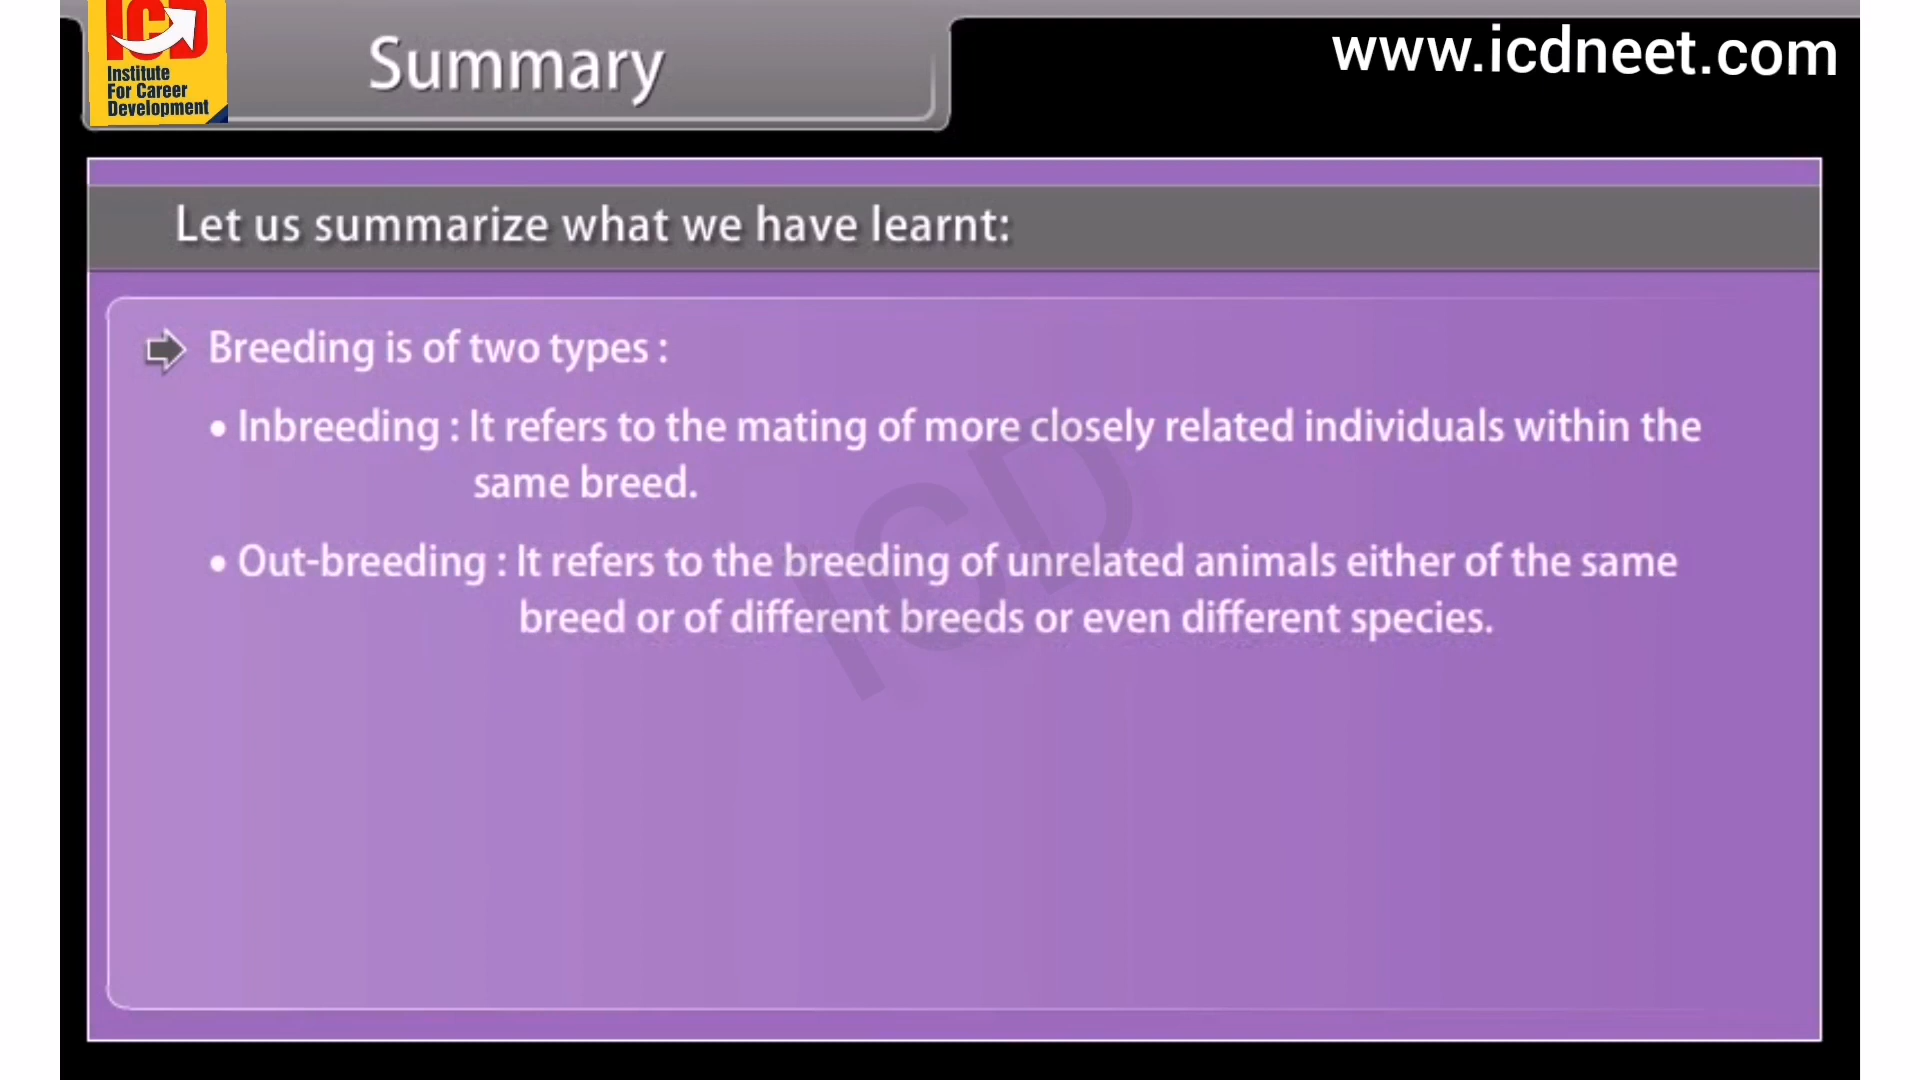 ICD
Institute
For Career
Development
Summary
www.icdneet.com
Let us summarize what we have learnt:
Breeding is of two types :
• Inbreeding : It refers to the mating of more closely related individuals within the
same breed.
• Out-breeding : It refers to the breeding of unrelated animals either of the same
breed or of different breeds or even different species.
ICD